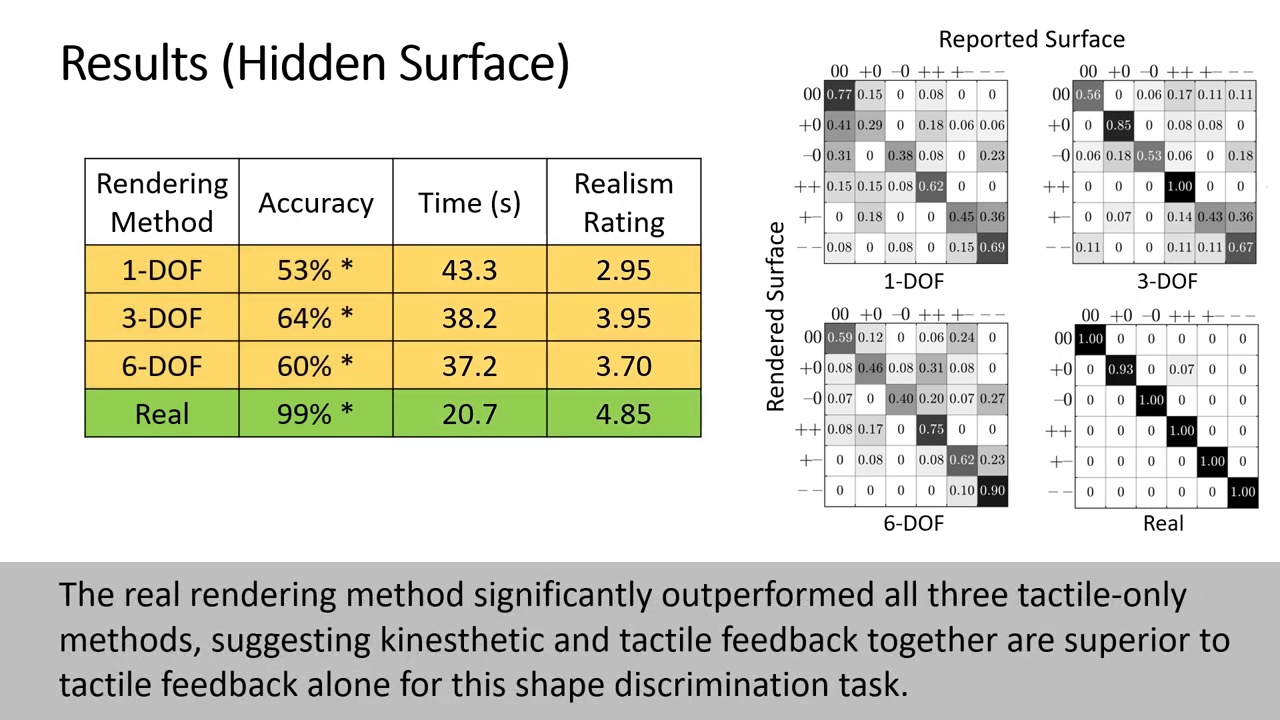 Results (Hidden Surface)
Rendering Method Accuracy Time (s) Realism Rating
1-DOF 53% * 43.3 2.95
3-DOF 64% * 38.2 3.95
6-DOF 60% * 37.2 3.70
Real 99% * 20.7 4.85
Reported Surface
Rendered Surface
00 +0 −0 ++ +− −−
00 0.77 0.15 0 0.08 0 0
+0 0.41 0.29 0 0.18 0.06 0.06
−0 0.31 0 0.38 0.08 0 0.23
++ 0.15 0.15 0.08 0.62 0 0
+− 0 0.18 0 0 0.45 0.36
−− 0.08 0 0.08 0 0.15 0.69
1-DOF
00 +0 −0 ++ +− −−
00 0.56 0 0.06 0.17 0.11 0.11
+0 0 0.85 0 0.08 0.08 0
−0 0.06 0.18 0.53 0.06 0 0.18
++ 0 0 0 1.00 0 0
+− 0 0.07 0 0.14 0.43 0.36
−− 0.11 0 0 0.11 0.11 0.67
3-DOF
00 +0 −0 ++ +− −−
00 0.59 0.12 0 0.06 0.24 0
+0 0.08 0.46 0.08 0.31 0.08 0
−0 0.07 0 0.40 0.20 0.07 0.27
++ 0.08 0.17 0 0.75 0 0
+− 0 0.08 0 0.08 0.62 0.23
−− 0 0 0 0 0.10 0.90
6-DOF
00 +0 −0 ++ +− −−
00 1.00 0 0 0 0 0
+0 0 0.93 0 0.07 0 0
−0 0 0 1.00 0 0 0
++ 0 0 0 1.00 0 0
+− 0 0 0 0 1.00 0
−− 0 0 0 0 0 1.00
Real
The real rendering method significantly outperformed all three tactile-only
methods, suggesting kinesthetic and tactile feedback together are superior to
tactile feedback alone for this shape discrimination task.